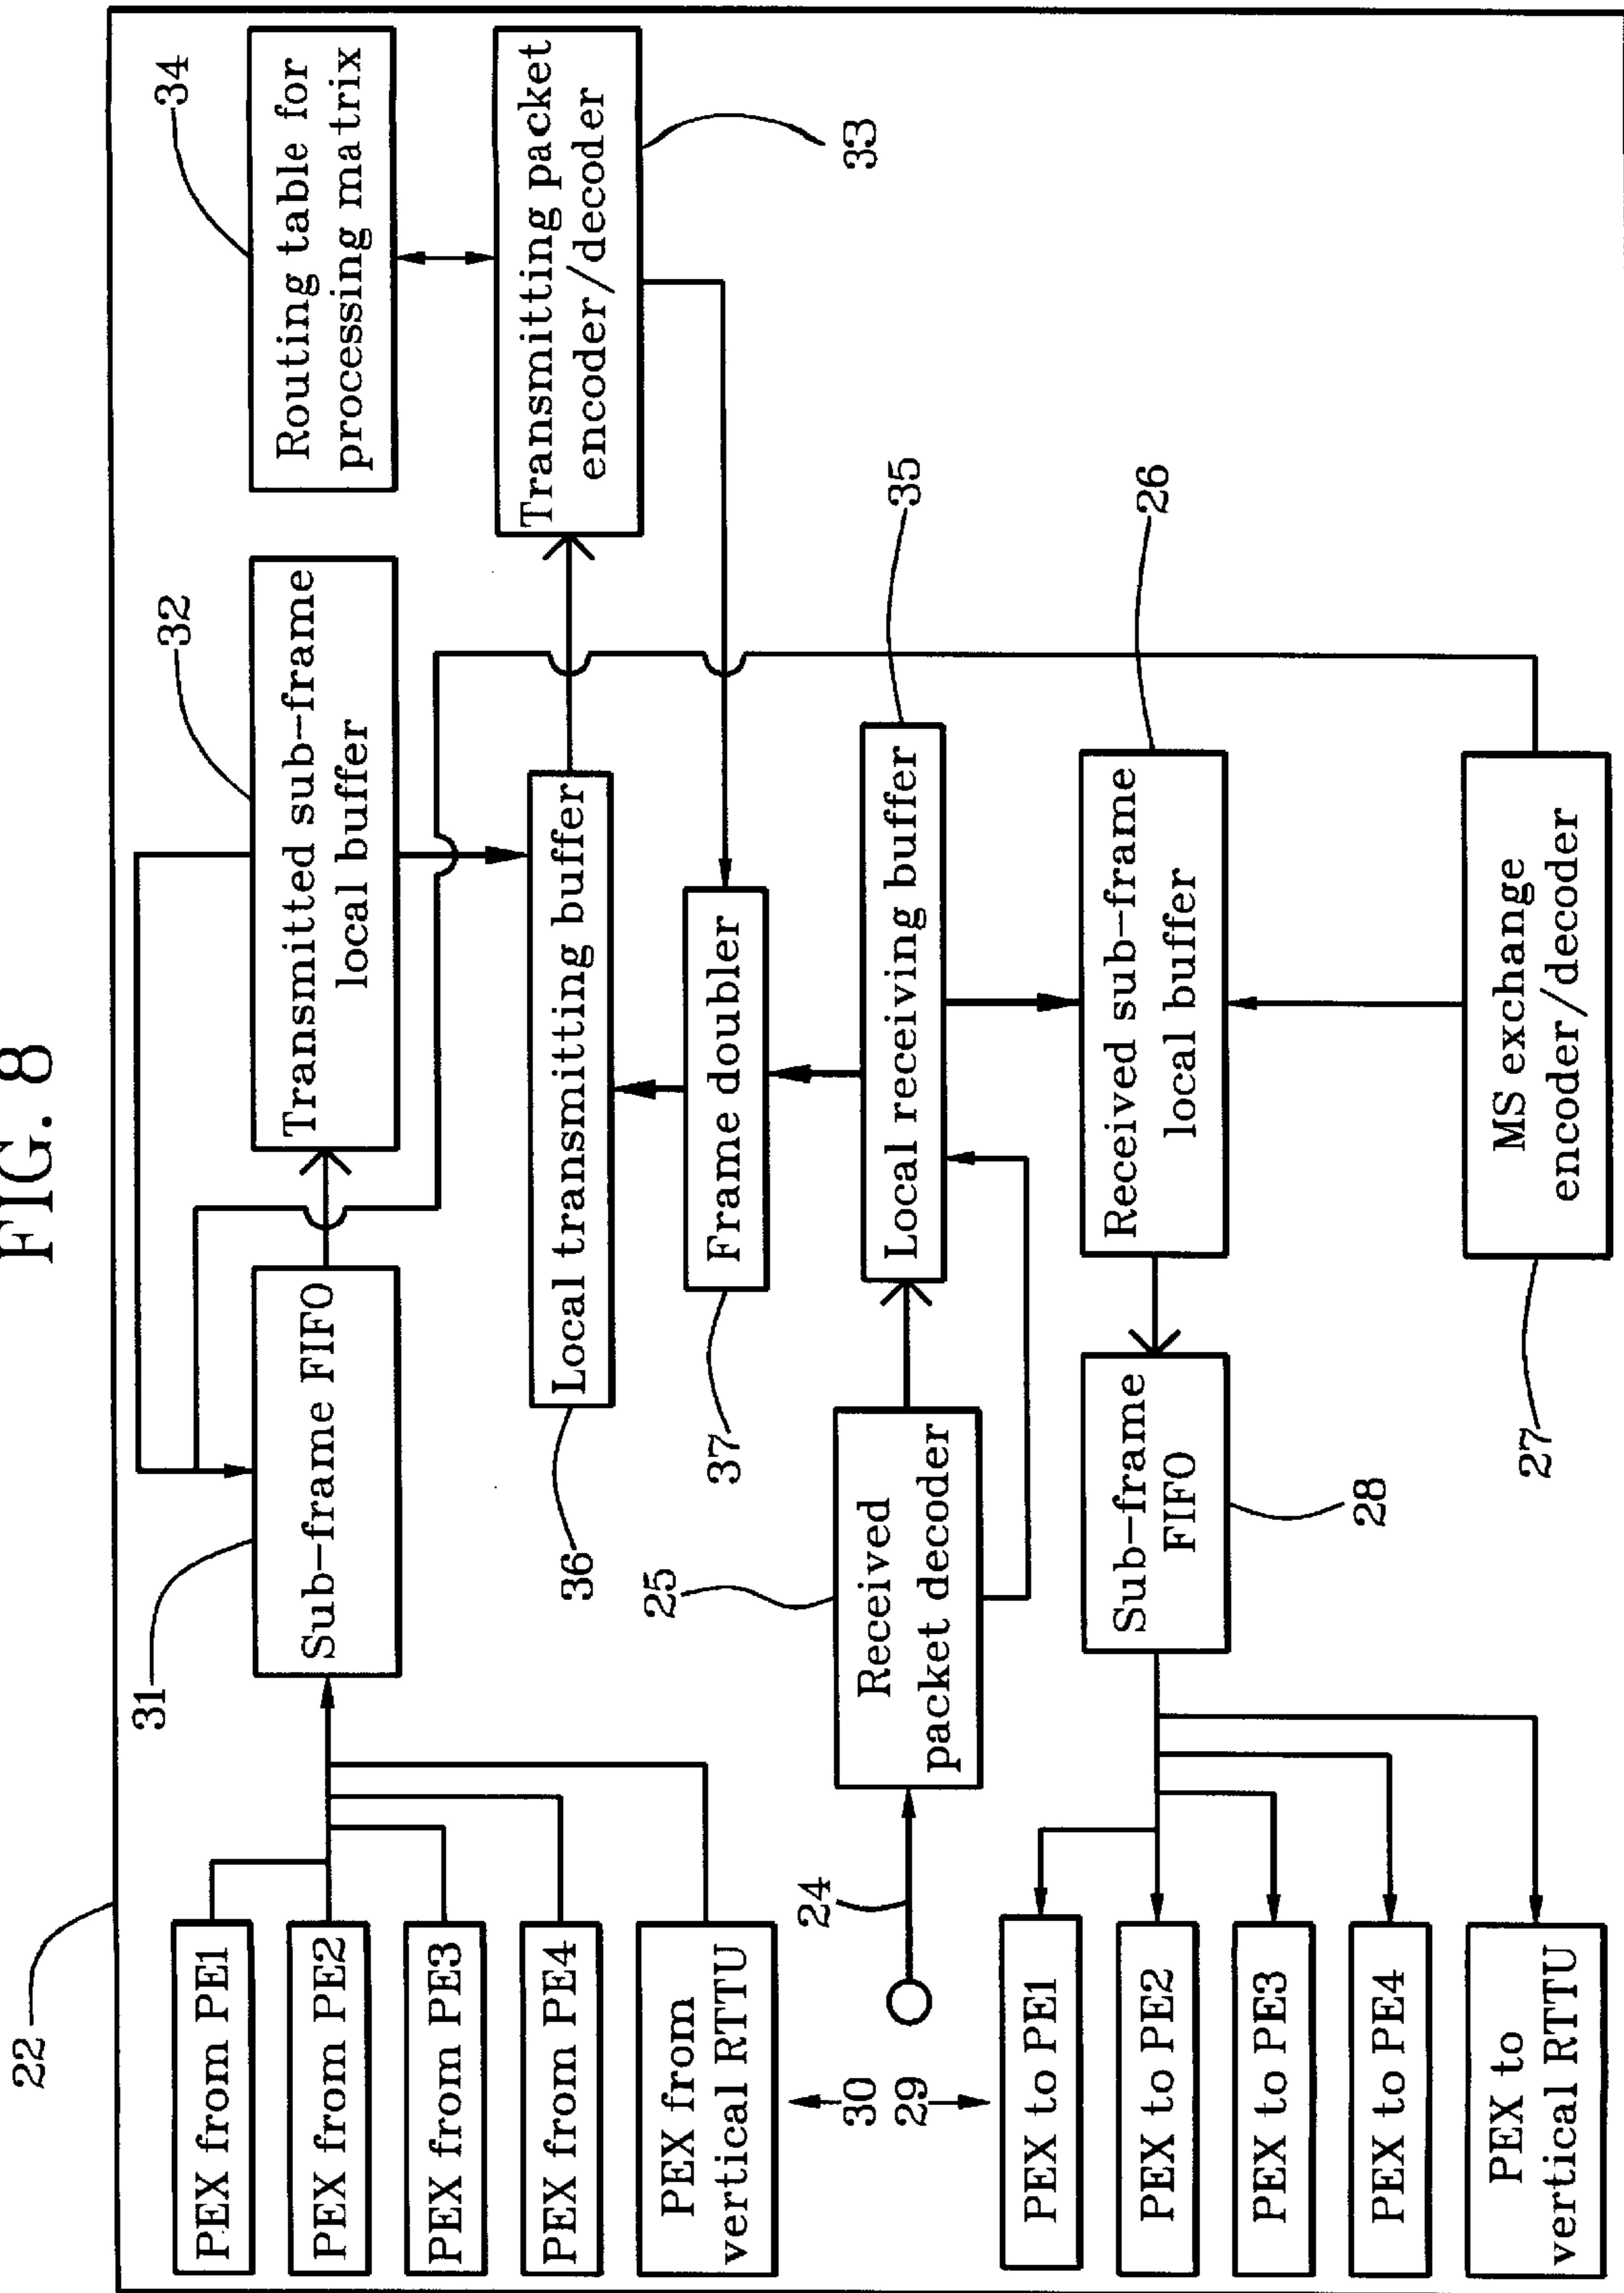 FIG. 8
22
PEX from PE1
PEX from PE2
PEX from PE3
PEX from PE4
PEX from
vertical RTTU
30
31
Sub-frame FIFO
32
Transmitted sub-frame
local buffer
34
Routing table for
processing matrix
Transmitting packet
encoder/decoder
33
Local transmitting buffer
36
Frame doubler
37
24
25
Received
packet decoder
Local receiving buffer
35
29
PEX to PE1
PEX to PE2
PEX to PE3
PEX to PE4
PEX to
vertical RTTU
Sub-frame
FIFO
28
Received sub-frame
local buffer
26
MS exchange
encoder/decoder
27